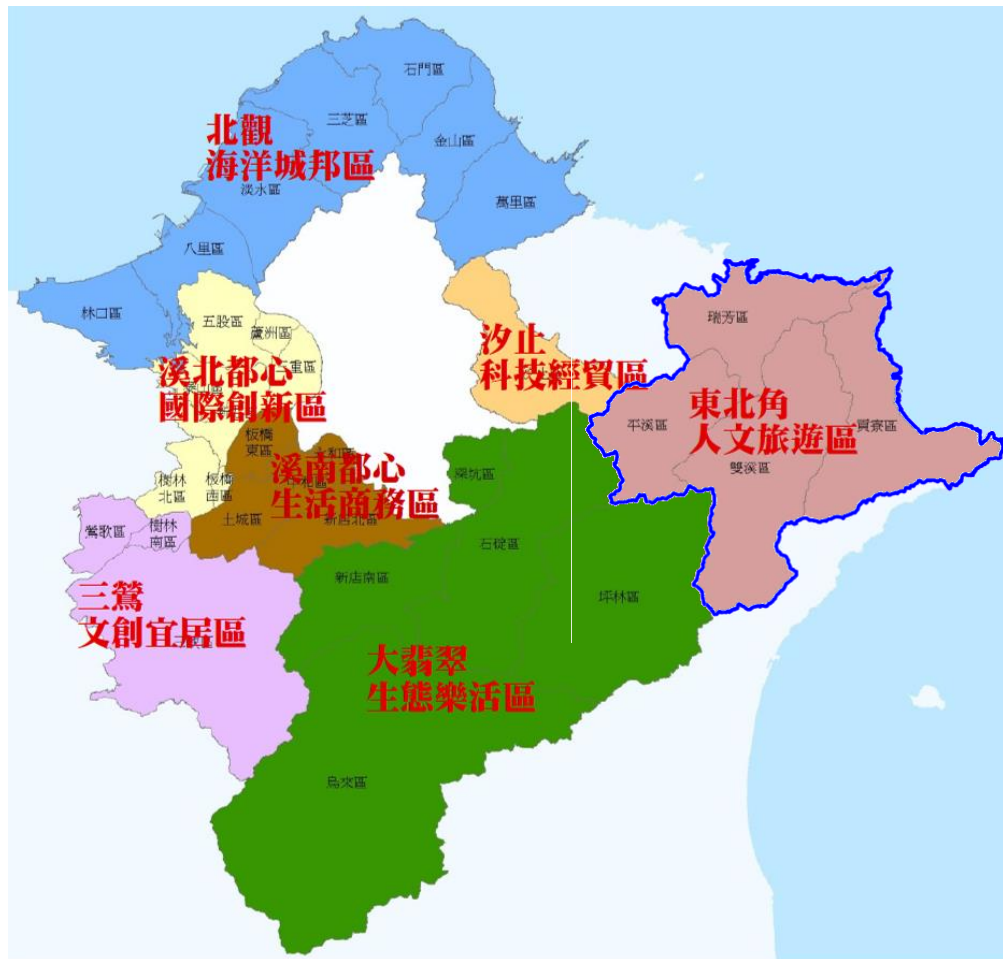 石門區
三芝區
北觀
海洋城邦區
金山區
淡水區
萬里區
八里區
林口區
五股區
蘆洲區
瑞芳區
汐止
科技經貿區
溪北都心
國際創新區
重區
東北角
人文旅遊區
平溪區
貢寮區
雙溪區
板橋
東區
溪南都心
生活商務區
深坑區
樹林
北區
板橋
西區
土城區
新店北區
鶯歌區
樹林
南區
石碇區
新店南區
坪林區
三鶯
文創宜居區
大翡翠
生態樂活區
烏來區